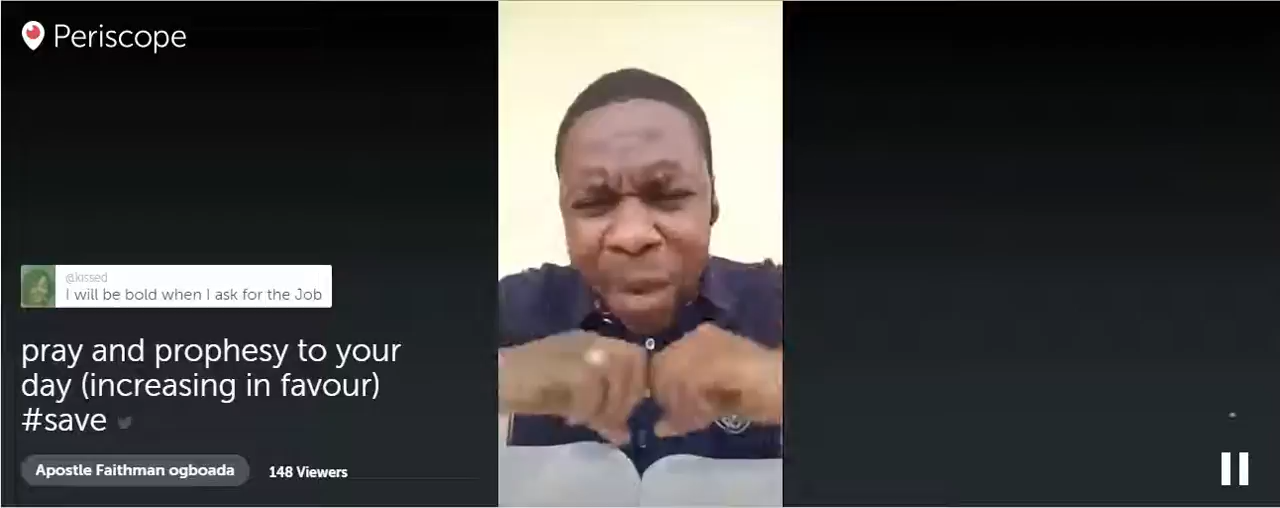 Periscope
@kissed
I will be bold when I ask for the Job
pray and prophesy to your
day (increasing in favour)
#save
Apostle Faithman ogboada
148 Viewers